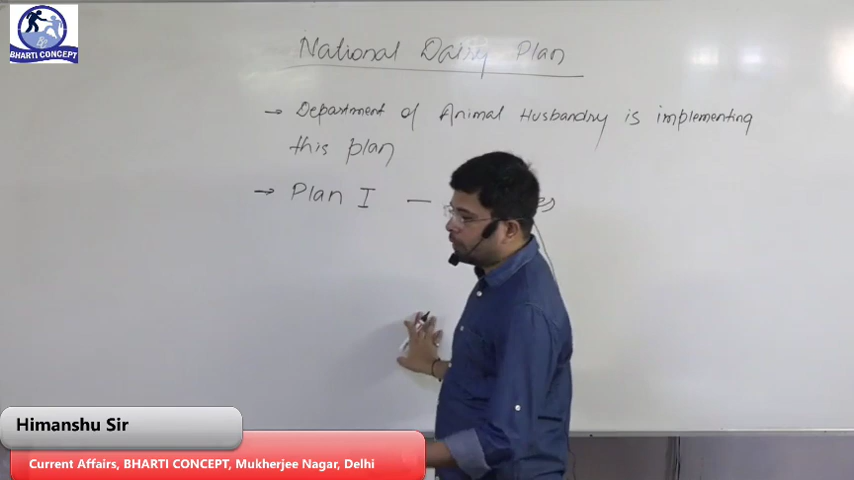 BHARTI CONCEPT
National Dairy Plan
→ Department of Animal Husbandry is implementing
this plan
→ Plan I —
Himanshu Sir
Current Affairs, BHARTI CONCEPT, Mukherjee Nagar, Delhi